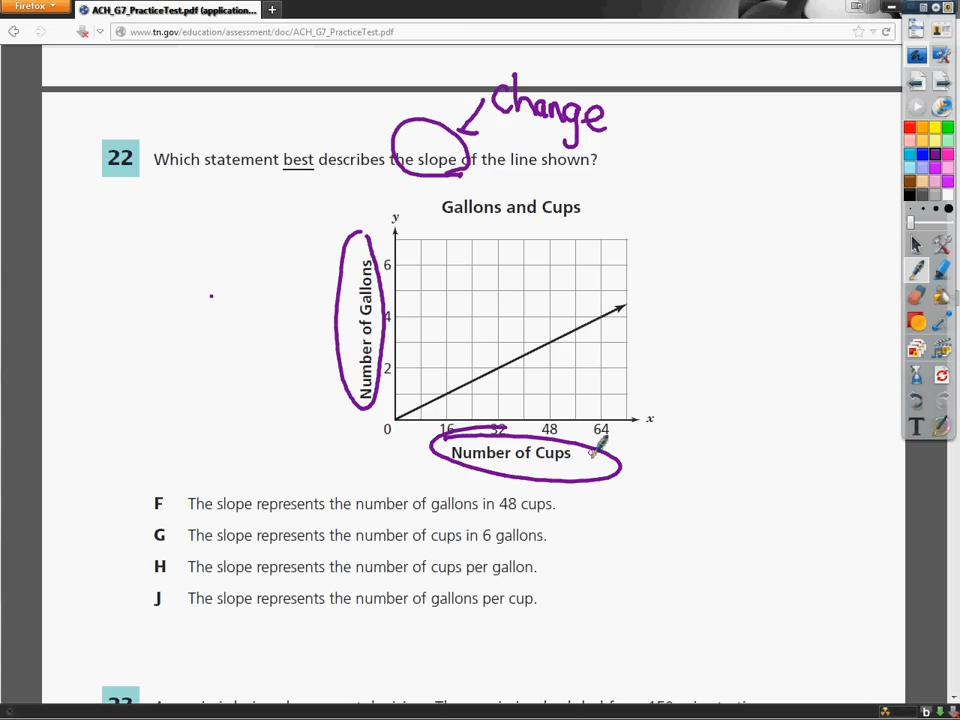 Firefox
ACH_G7_PracticeTest.pdf (application...
+
www.tn.gov/education/assessment/doc/ACH_G7_PracticeTest.pdf
change
22 Which statement best describes the slope of the line shown?
Gallons and Cups
y
Number of Gallons
6
4
2
0 16 32 48 64 x
Number of Cups
F The slope represents the number of gallons in 48 cups.
G The slope represents the number of cups in 6 gallons.
H The slope represents the number of cups per gallon.
J The slope represents the number of gallons per cup.
T
b